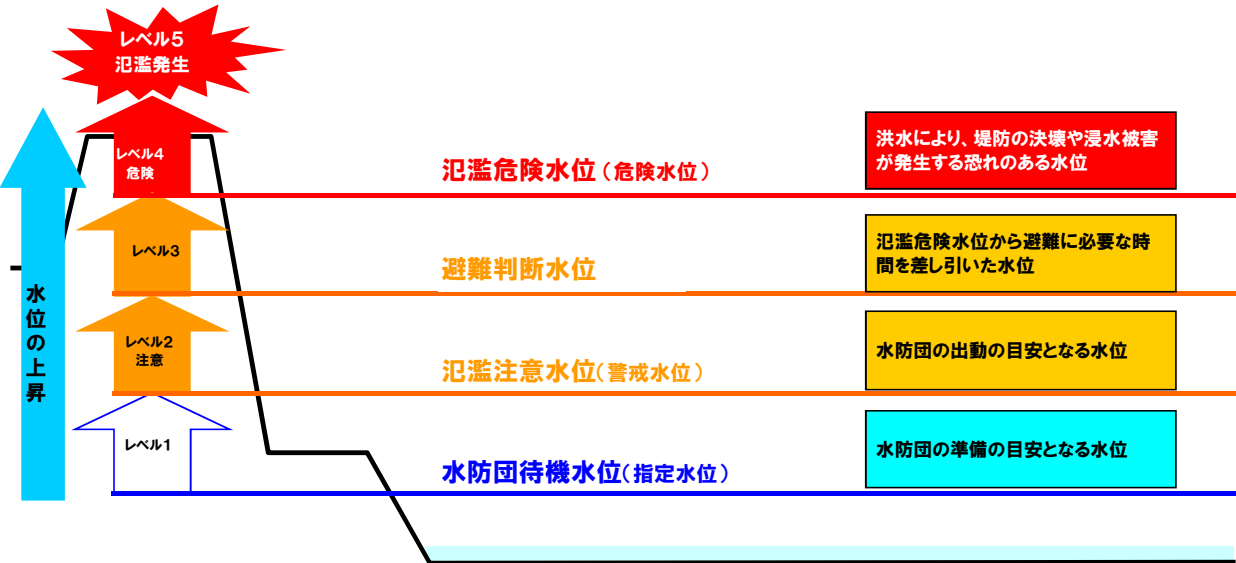 レベル5
氾濫発生
レベル4
危険
氾濫危険水位(危険水位)
洪水により、堤防の決壊や浸水被害
が発生する恐れのある水位
レベル3
避難判断水位
氾濫危険水位から避難に必要な時
間を差し引いた水位
水位の上昇
レベル2
注意
氾濫注意水位(警戒水位)
水防団の出動の目安となる水位
レベル1
水防団待機水位(指定水位)
水防団の準備の目安となる水位